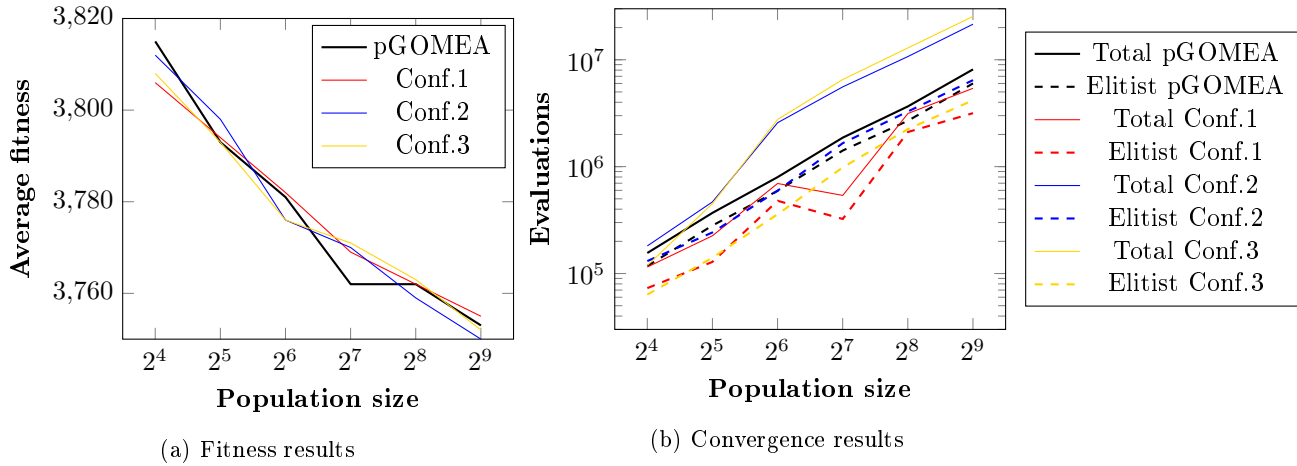 3,820
3,800
3,780
3,760
Average fitness
2^4 2^5 2^6 2^7 2^8 2^9
Population size
pGOMEA
Conf.1
Conf.2
Conf.3
(a) Fitness results
10^7
10^6
10^5
Evaluations
2^4 2^5 2^6 2^7 2^8 2^9
Population size
Total pGOMEA
Elitist pGOMEA
Total Conf.1
Elitist Conf.1
Total Conf.2
Elitist Conf.2
Total Conf.3
Elitist Conf.3
(b) Convergence results